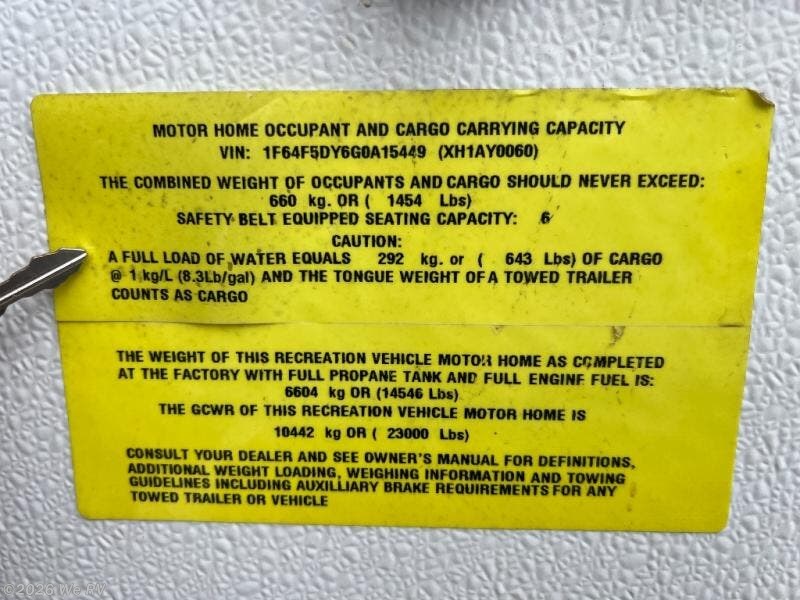 MOTOR HOME OCCUPANT AND CARGO CARRYING CAPACITY
VIN: 1F64F5DY6G0A15449 (XH1AY0060)
THE COMBINED WEIGHT OF OCCUPANTS AND CARGO SHOULD NEVER EXCEED:
660 kg. OR ( 1454 Lbs)
SAFETY BELT EQUIPPED SEATING CAPACITY: 6
CAUTION:
A FULL LOAD OF WATER EQUALS 292 kg. or ( 643 Lbs) OF CARGO
@ 1 kg/L (8.3Lb/gal) AND THE TONGUE WEIGHT OF A TOWED TRAILER
COUNTS AS CARGO
THE WEIGHT OF THIS RECREATION VEHICLE MOTOR HOME AS COMPLETED
AT THE FACTORY WITH FULL PROPANE TANK AND FULL ENGINE FUEL IS:
6604 kg OR (14546 Lbs)
THE GCWR OF THIS RECREATION VEHICLE MOTOR HOME IS
10442 kg OR ( 23000 Lbs)
CONSULT YOUR DEALER AND SEE OWNER'S MANUAL FOR DEFINITIONS,
ADDITIONAL WEIGHT LOADING, WEIGHING INFORMATION AND TOWING
GUIDELINES INCLUDING AUXILLIARY BRAKE REQUIREMENTS FOR ANY
TOWED TRAILER OR VEHICLE
©2026 We RV